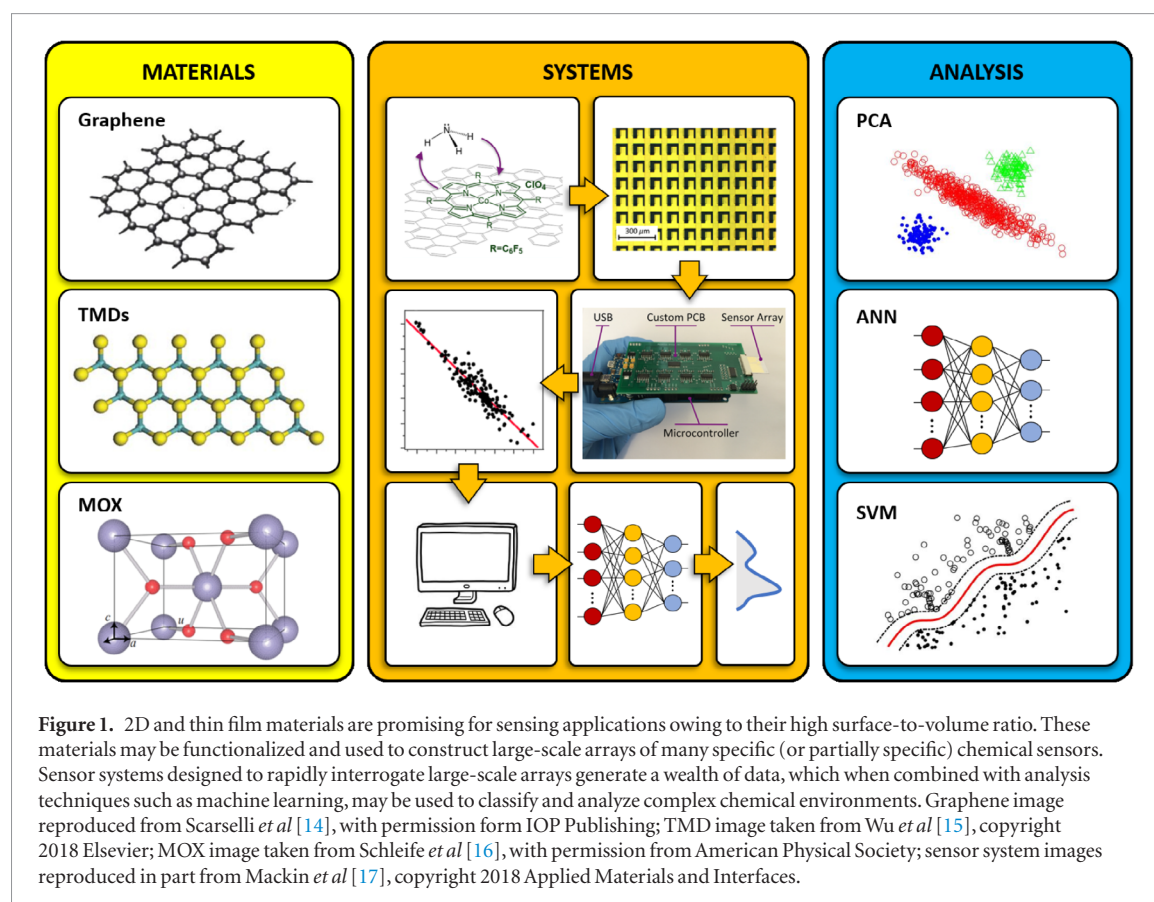 MATERIALS
Graphene
TMDs
MOX
c
u
a
SYSTEMS
N
H
H
H
R
ClO4
N
N
R
Co
R
N
N
R
R=C6F5
300 μm
USB
Custom PCB
Sensor Array
Microcontroller
ANALYSIS
PCA
ANN
SVM
Figure 1. 2D and thin film materials are promising for sensing applications owing to their high surface-to-volume ratio. These
materials may be functionalized and used to construct large-scale arrays of many specific (or partially specific) chemical sensors.
Sensor systems designed to rapidly interrogate large-scale arrays generate a wealth of data, which when combined with analysis
techniques such as machine learning, may be used to classify and analyze complex chemical environments. Graphene image
reproduced from Scarselli et al [14], with permission form IOP Publishing; TMD image taken from Wu et al [15], copyright
2018 Elsevier; MOX image taken from Schleife et al [16], with permission from American Physical Society; sensor system images
reproduced in part from Mackin et al [17], copyright 2018 Applied Materials and Interfaces.